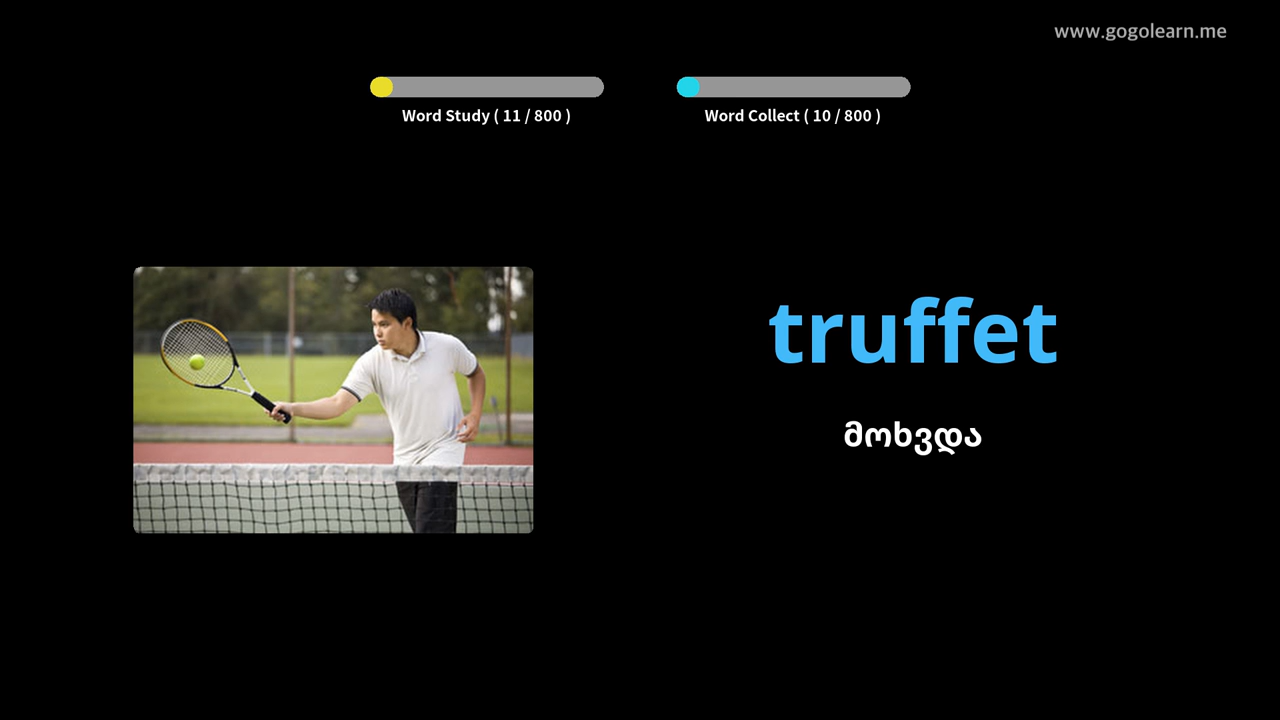 www.gogolearn.me
Word Study ( 11 / 800 )
Word Collect ( 10 / 800 )
truffet
მოხვდა